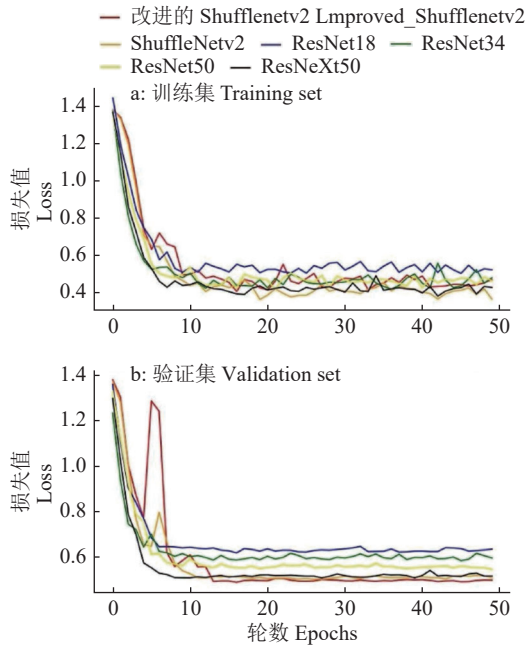 改进的 Shufflenetv2 Lmproved_Shufflenetv2
ShuffleNetv2 ResNet18 ResNet34
ResNet50 ResNeXt50
a: 训练集 Training set
1.4
1.2
1.0
0.8
0.6
0.4
损失值
Loss
0 10 20 30 40 50
b: 验证集 Validation set
1.4
1.2
1.0
0.8
0.6
损失值
Loss
0 10 20 30 40 50
轮数 Epochs